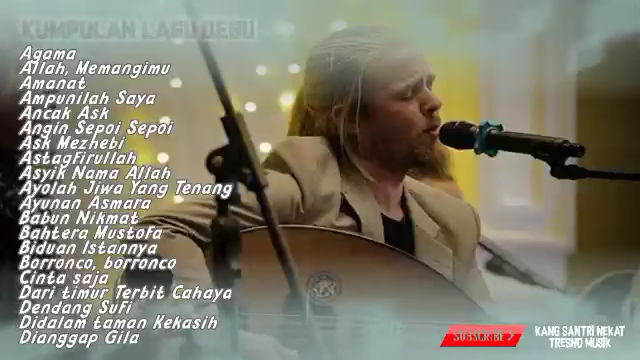 KUMPULAN LAGU DEBU
Agama
Allah, Memangimu
Amanat
Ampunilah Saya
Ancak Ask
Angin Sepoi Sepoi
Ask Mezhebi
Astagfirullah
Asyik Nama Allah
Ayolah Jiwa Yang Tenang
Ayunan Asmara
Babun Nikmat
Bahtera Mustofa
Biduan Istannya
Borronco, borronco
Cinta saja
Dari timur Terbit Cahaya
Dendang Sufi
Didalam taman Kekasih
Dianggap Gila
SUBSCRIBE
KANG SANTRI NEKAT
TRESNO MUSIK